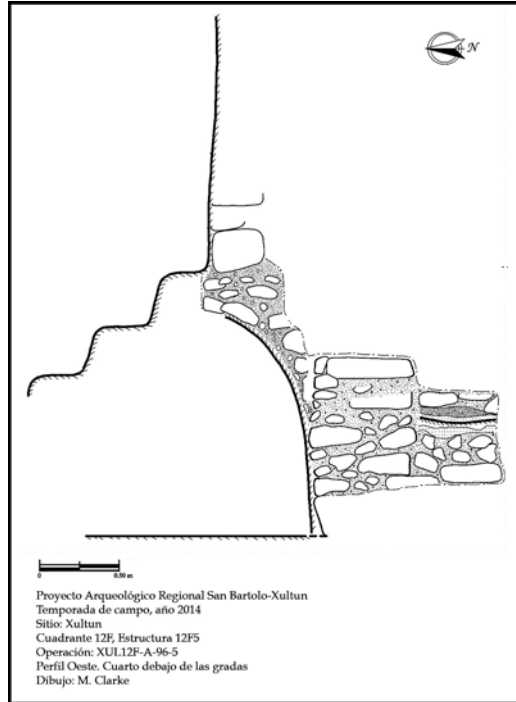 N
0 0.50 m
Proyecto Arqueológico Regional San Bartolo-Xultun
Temporada de campo, año 2014
Sitio: Xultun
Cuadrante 12F, Estructura 12F5
Operación: XUL12F-A-96-5
Perfil Oeste. Cuarto debajo de las gradas
Dibujo: M. Clarke